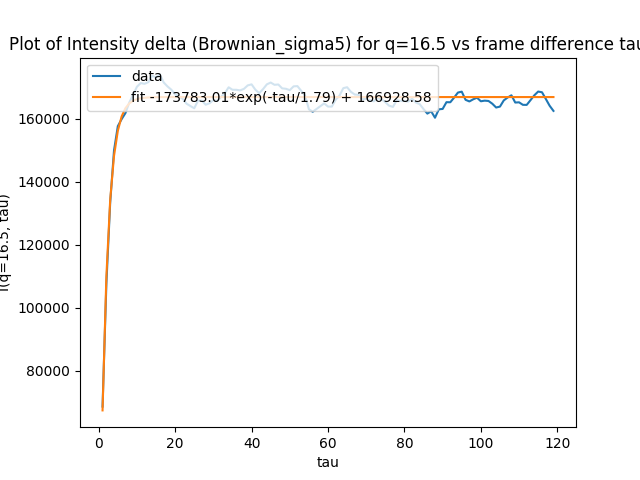 Plot of Intensity delta (Brownian_sigma5) for q=16.5 vs frame difference tau
data
fit -173783.01*exp(-tau/1.79) + 166928.58
160000
140000
120000
100000
80000
I(q=16.5, tau)
0 20 40 60 80 100 120
tau